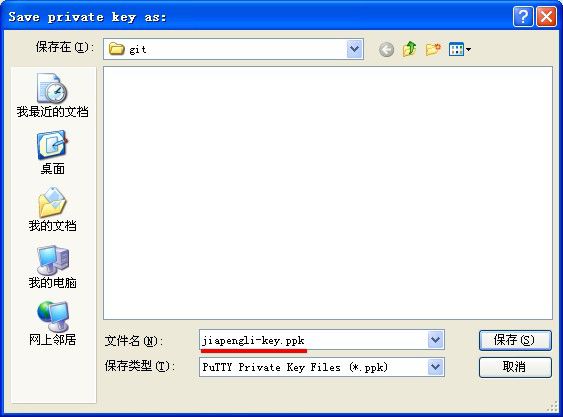 Save private key as:
保存在(I):
git
我最近的文档
桌面
我的文档
我的电脑
网上邻居
文件名(N):
jiapengli-key.ppk
保存(S)
保存类型(T):
PuTTY Private Key Files (*.ppk)
取消